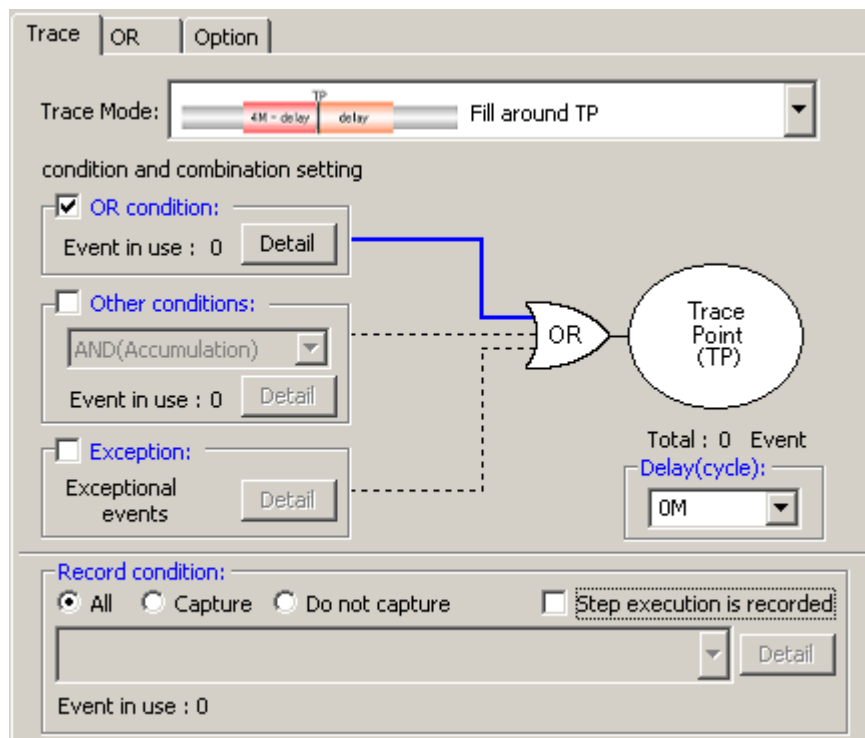 Trace OR Option
TP
Trace Mode: 4M - delay delay Fill around TP
condition and combination setting
OR condition:
Event in use : 0 Detail
Other conditions:
AND(Accumulation)
Event in use : 0 Detail
Exception:
Exceptional
events
Detail
OR
Trace
Point
(TP)
Total : 0 Event
Delay(cycle):
0M
Record condition:
All Capture Do not capture Step execution is recorded
Detail
Event in use : 0